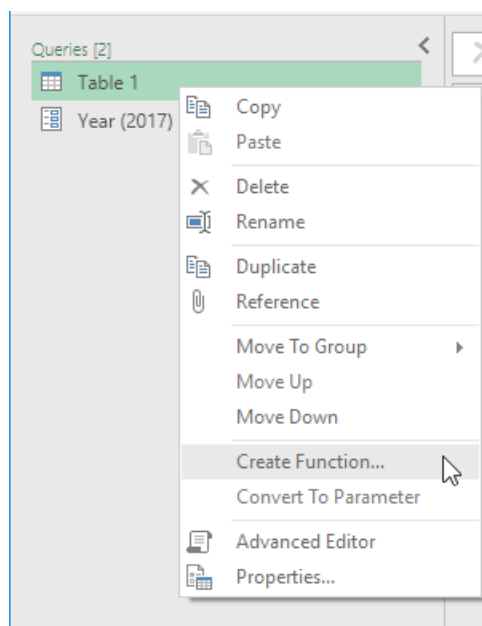 Queries [2]
Table 1
Year (2017)
Copy
Paste
Delete
Rename
Duplicate
Reference
Move To Group
Move Up
Move Down
Create Function...
Convert To Parameter
Advanced Editor
Properties...